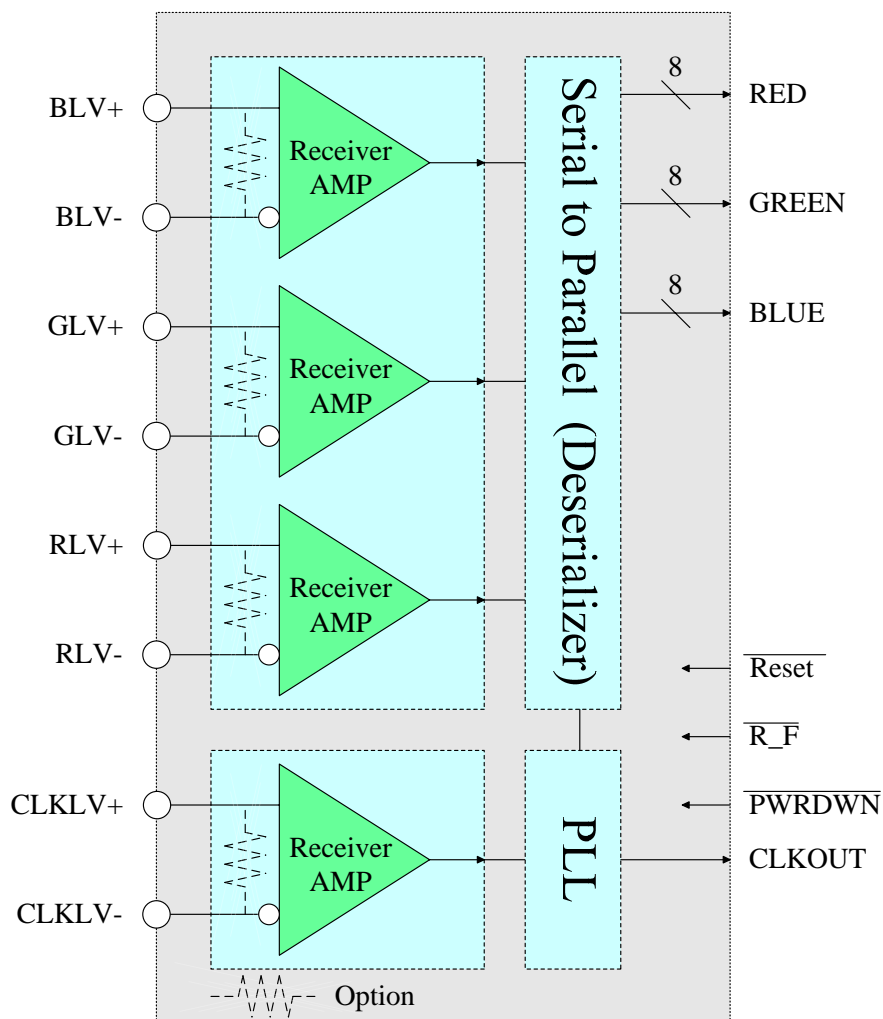 BLV+
BLV-
GLV+
GLV-
RLV+
RLV-
CLKLV+
CLKLV-
Receiver
AMP
Receiver
AMP
Receiver
AMP
Receiver
AMP
Option
Serial to Parallel (Deserializer)
PLL
8
RED
8
GREEN
8
BLUE
Reset
R_F
PWRDWN
CLKOUT